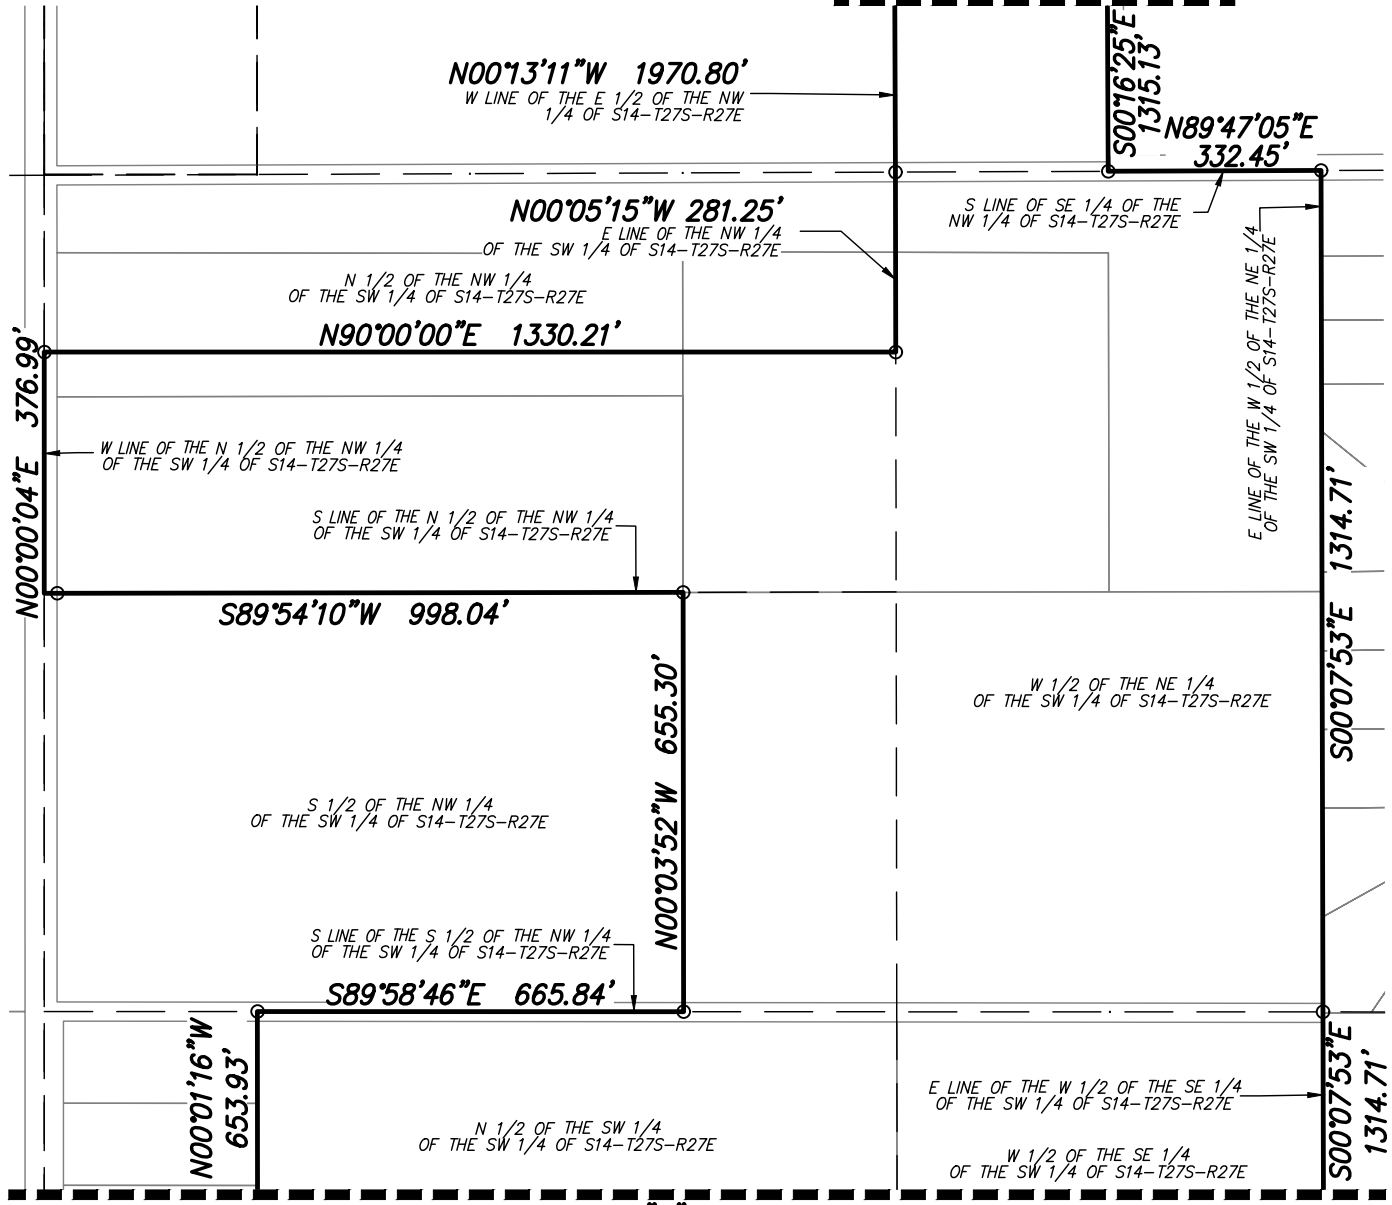 N00°13'11"W 1970.80'
W LINE OF THE E 1/2 OF THE NW
1/4 OF S14-T27S-R27E
S00°16'25"E
1315.13'
N89°47'05"E
332.45'
S LINE OF SE 1/4 OF THE
NW 1/4 OF S14-T27S-R27E
N00°05'15"W 281.25'
E LINE OF THE NW 1/4
OF THE SW 1/4 OF S14-T27S-R27E
N 1/2 OF THE NW 1/4
OF THE SW 1/4 OF S14-T27S-R27E
N90°00'00"E 1330.21'
E LINE OF THE W 1/2 OF THE NE 1/4
OF THE SW 1/4 OF S14-T27S-R27E
N00°00'04"E 376.99'
W LINE OF THE N 1/2 OF THE NW 1/4
OF THE SW 1/4 OF S14-T27S-R27E
S LINE OF THE N 1/2 OF THE NW 1/4
OF THE SW 1/4 OF S14-T27S-R27E
S89°54'10"W 998.04'
S00°07'53"E 1314.71'
N00°03'52"W 655.30'
W 1/2 OF THE NE 1/4
OF THE SW 1/4 OF S14-T27S-R27E
S 1/2 OF THE NW 1/4
OF THE SW 1/4 OF S14-T27S-R27E
S LINE OF THE S 1/2 OF THE NW 1/4
OF THE SW 1/4 OF S14-T27S-R27E
S89°58'46"E 665.84'
N00°01'16"W
653.93'
N 1/2 OF THE SW 1/4
OF THE SW 1/4 OF S14-T27S-R27E
E LINE OF THE W 1/2 OF THE SE 1/4
OF THE SW 1/4 OF S14-T27S-R27E
W 1/2 OF THE SE 1/4
OF THE SW 1/4 OF S14-T27S-R27E
S00°07'53"E
1314.71'